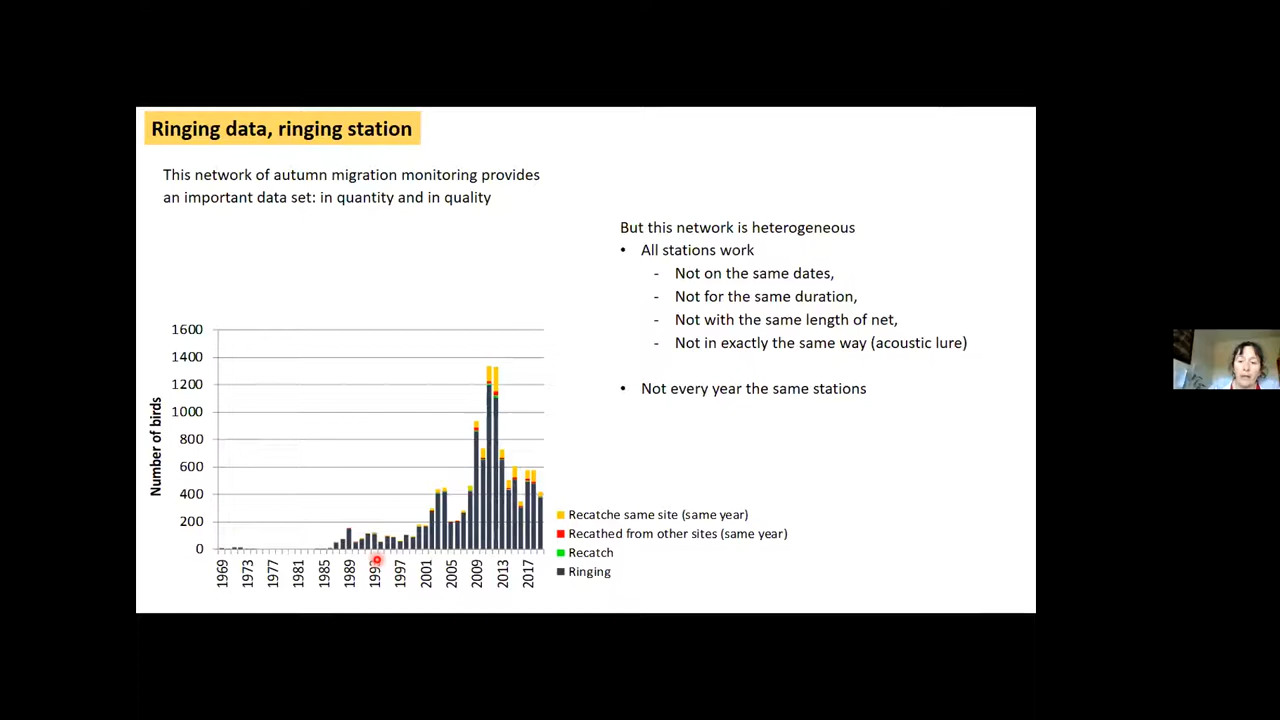 Ringing data, ringing station
This network of autumn migration monitoring provides
an important data set: in quantity and in quality
But this network is heterogeneous
• All stations work
- Not on the same dates,
- Not for the same duration,
- Not with the same length of net,
- Not in exactly the same way (acoustic lure)
• Not every year the same stations
Number of birds
1600
1400
1200
1000
800
600
400
200
0
1969
1973
1977
1981
1985
1989
1993
1997
2001
2005
2009
2013
2017
Recatche same site (same year)
Recathed from other sites (same year)
Recatch
Ringing